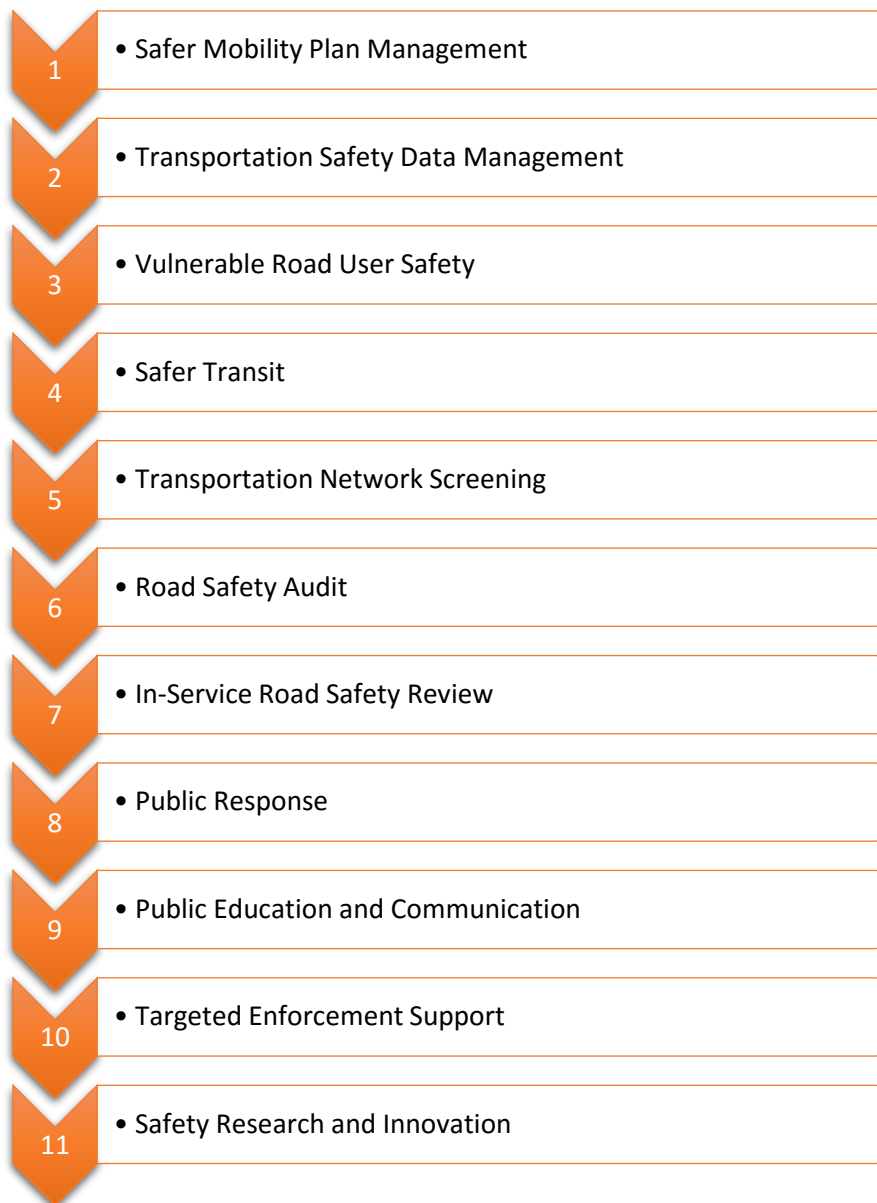 1 • Safer Mobility Plan Management
2 • Transportation Safety Data Management
3 • Vulnerable Road User Safety
4 • Safer Transit
5 • Transportation Network Screening
6 • Road Safety Audit
7 • In-Service Road Safety Review
8 • Public Response
9 • Public Education and Communication
10 • Targeted Enforcement Support
11 • Safety Research and Innovation